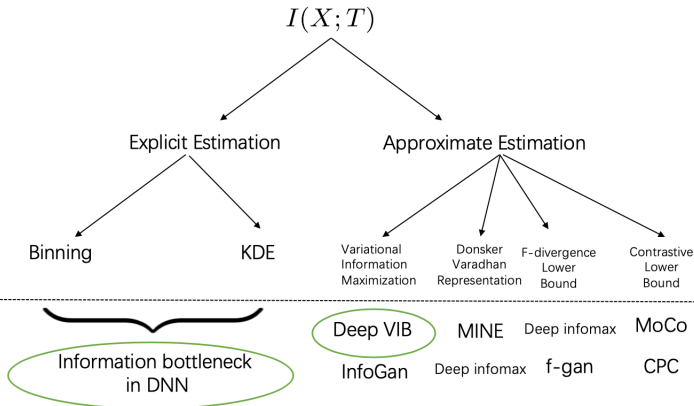 I(X;T)
Explicit Estimation
Approximate Estimation
Binning
KDE
Variational
Information
Maximization
Donsker
Varadhan
Representation
F-divergence
Lower
Bound
Contrastive
Lower
Bound
Information bottleneck
in DNN
Deep VIB
MINE
Deep infomax
MoCo
InfoGan
Deep infomax
f-gan
CPC